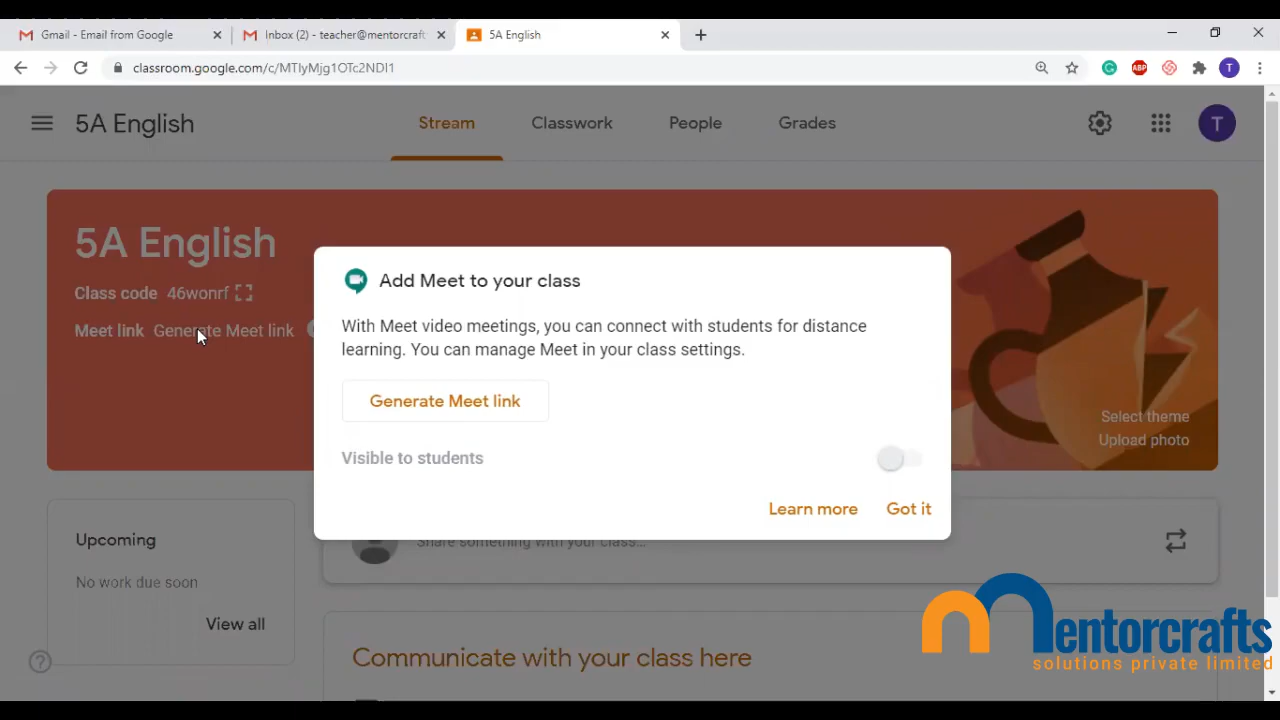 Gmail - Email from Google
Inbox (2) - teacher@mentorcraft
5A English
classroom.google.com/c/MTIyMjg1OTc2NDI1
ABP
T
5A English
Stream
Classwork
People
Grades
T
5A English
Class code 46wonrf
Meet link Generate Meet link
Add Meet to your class
With Meet video meetings, you can connect with students for distance
learning. You can manage Meet in your class settings.
Generate Meet link
Visible to students
Learn more
Got it
Select theme
Upload photo
Upcoming
No work due soon
View all
Share something with your class...
Communicate with your class here
mentorcrafts
solutions private limited